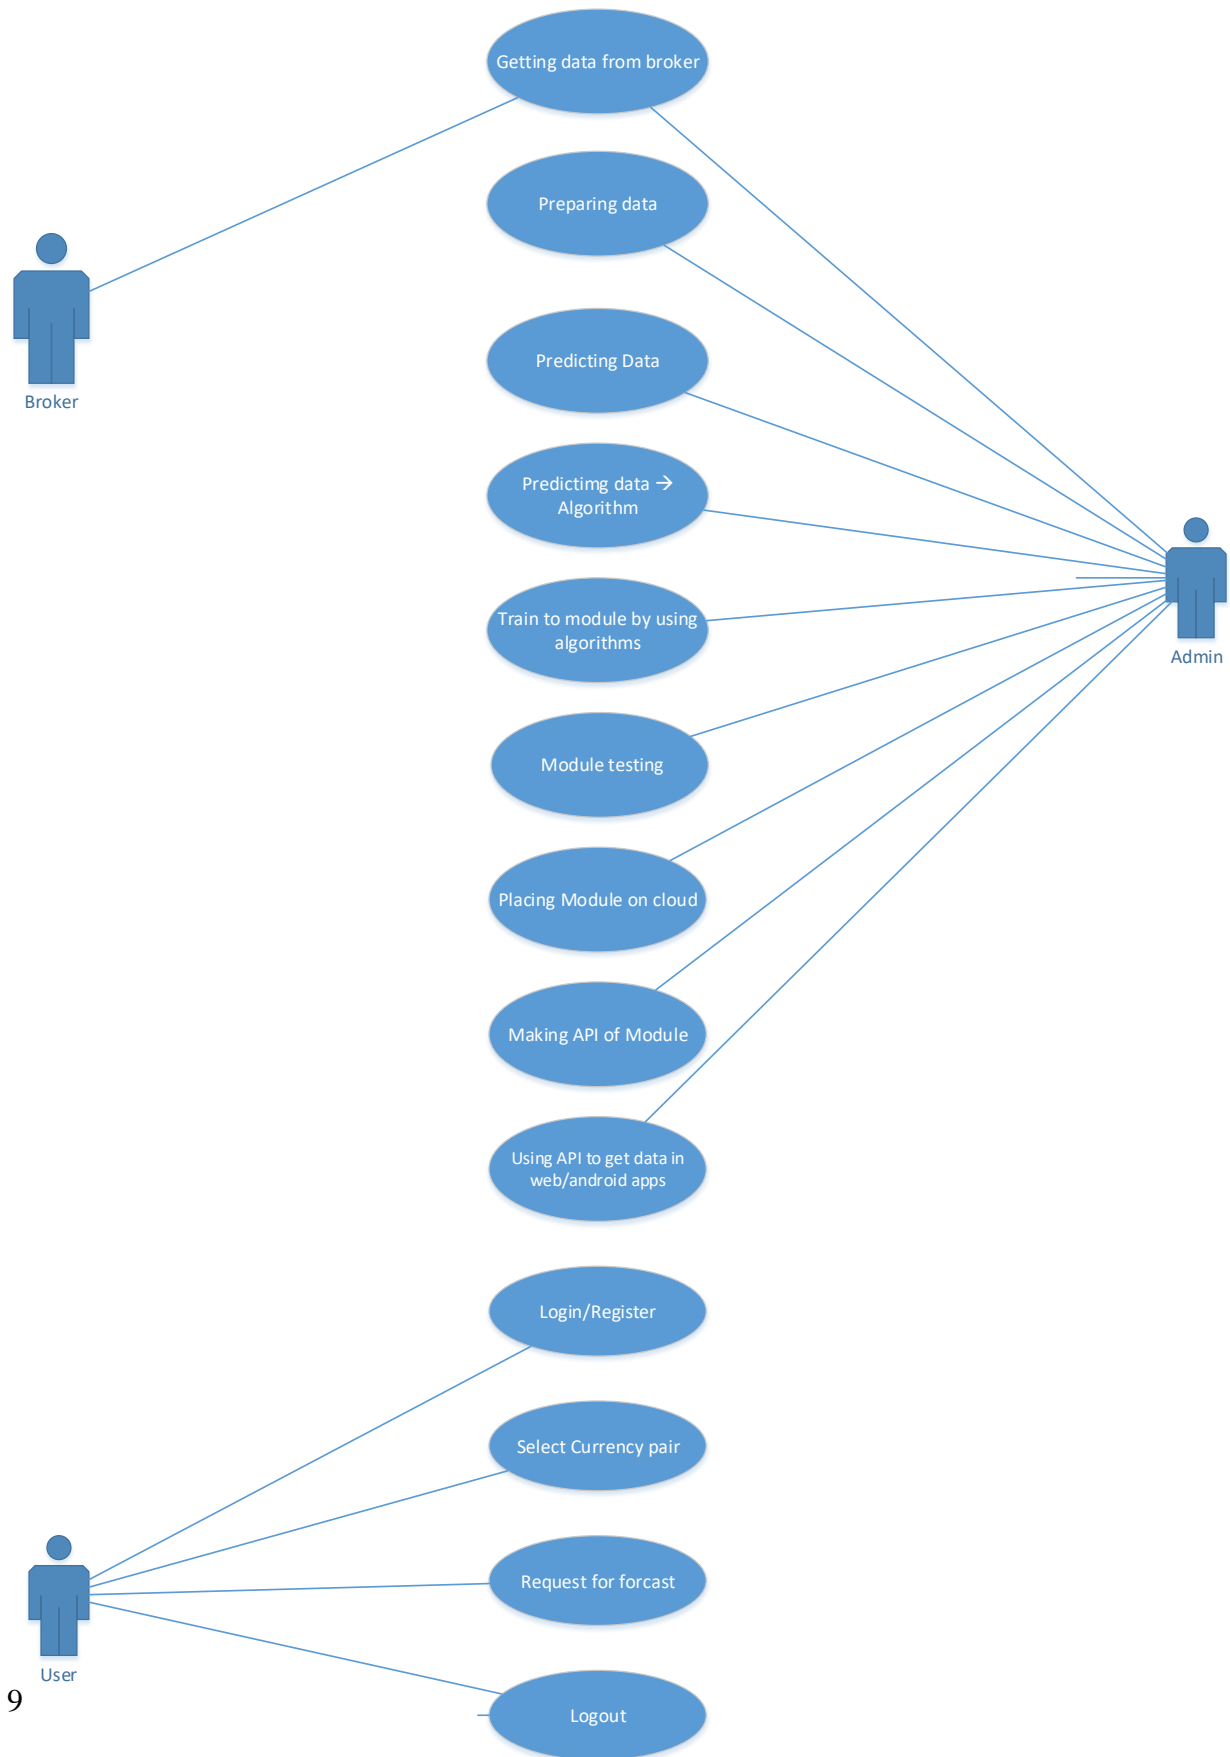 Getting data from broker
Preparing data
Broker
Predicting Data
Predictimg data →
Algorithm
Train to module by using
algorithms
Admin
Module testing
Placing Module on cloud
Making API of Module
Using API to get data in
web/android apps
Login/Register
Select Currency pair
Request for forcast
User
9
Logout